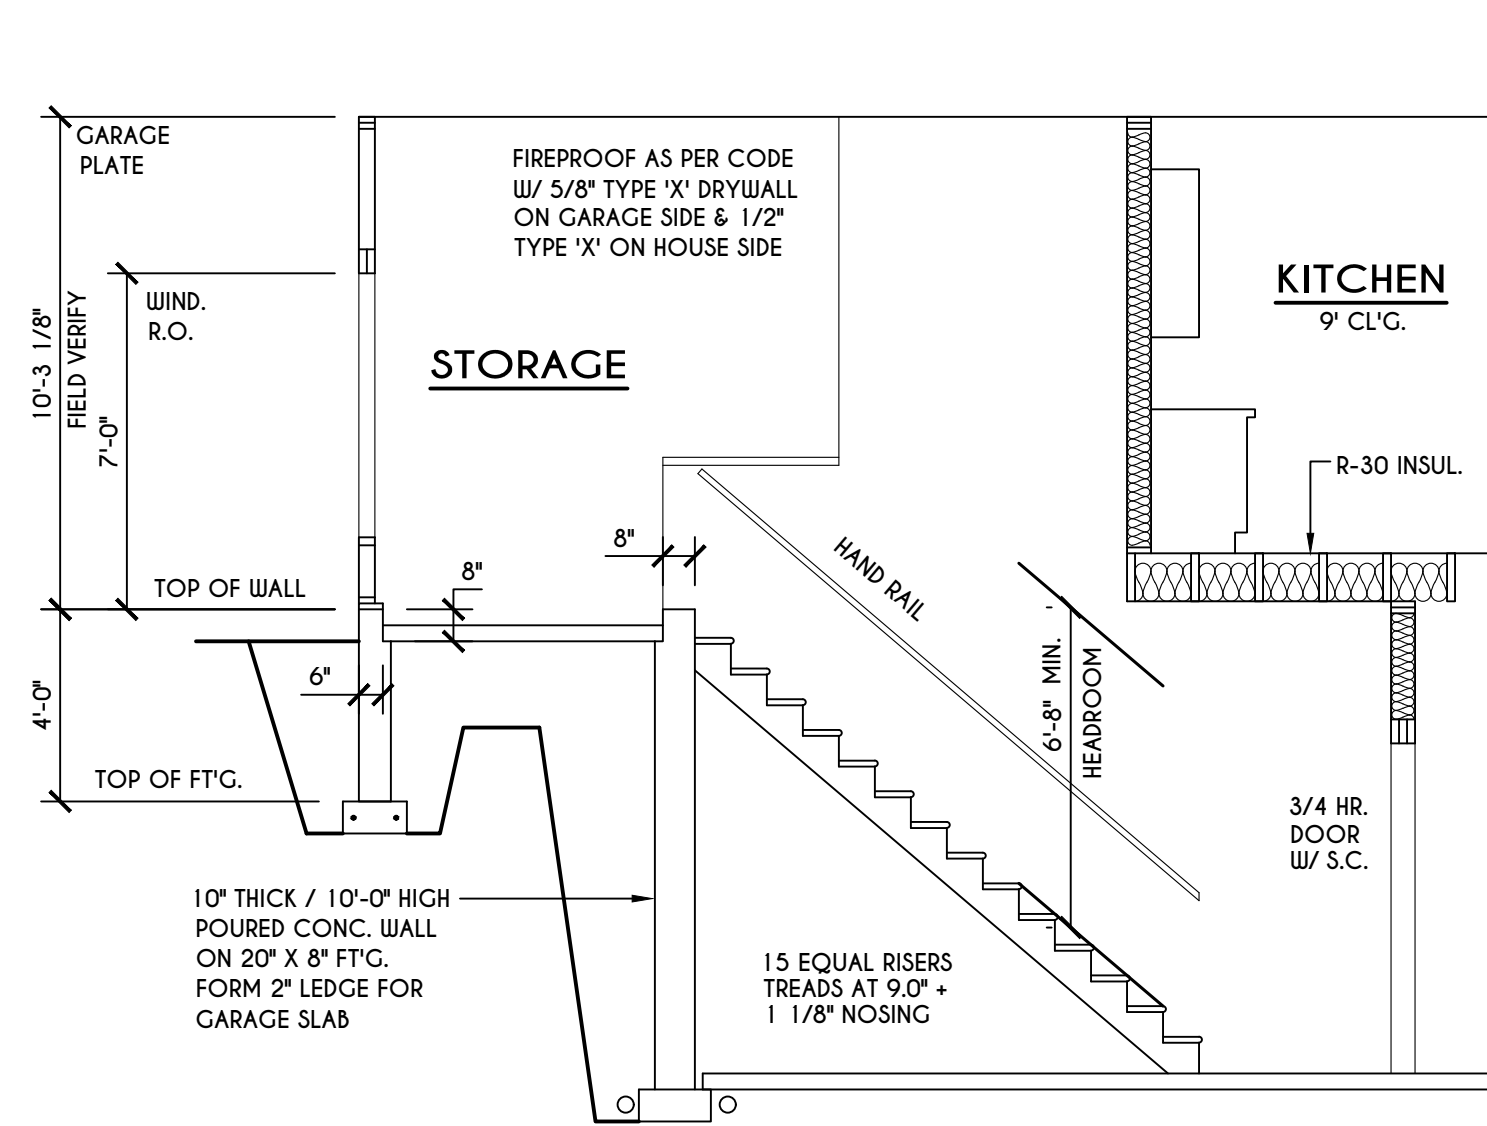 GARAGE
PLATE
FIREPROOF AS PER CODE
W/ 5/8" TYPE 'X' DRYWALL
ON GARAGE SIDE & 1/2"
TYPE 'X' ON HOUSE SIDE
KITCHEN
9' CL'G.
WIND.
R.O.
10'-3 1/8"
FIELD VERIFY
7'-0"
STORAGE
R-30 INSUL.
8"
HAND RAIL
8"
TOP OF WALL
6"
4'-0"
6'-8" MIN.
HEADROOM
TOP OF FT'G.
3/4 HR.
DOOR
W/ S.C.
10" THICK / 10'-0" HIGH
POURED CONC. WALL
ON 20" X 8" FT'G.
FORM 2" LEDGE FOR
GARAGE SLAB
15 EQUAL RISERS
TREADS AT 9.0" +
1 1/8" NOSING